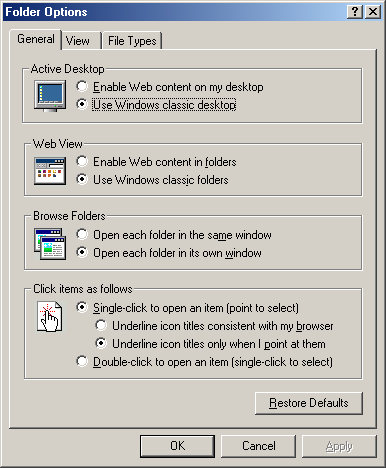 Folder Options
General View File Types
Active Desktop
Enable Web content on my desktop
Use Windows classic desktop
Web View
Enable Web content in folders
Use Windows classic folders
Browse Folders
Open each folder in the same window
Open each folder in its own window
Click items as follows
Single-click to open an item (point to select)
Underline icon titles consistent with my browser
Underline icon titles only when I point at them
Double-click to open an item (single-click to select)
Restore Defaults
OK Cancel Apply